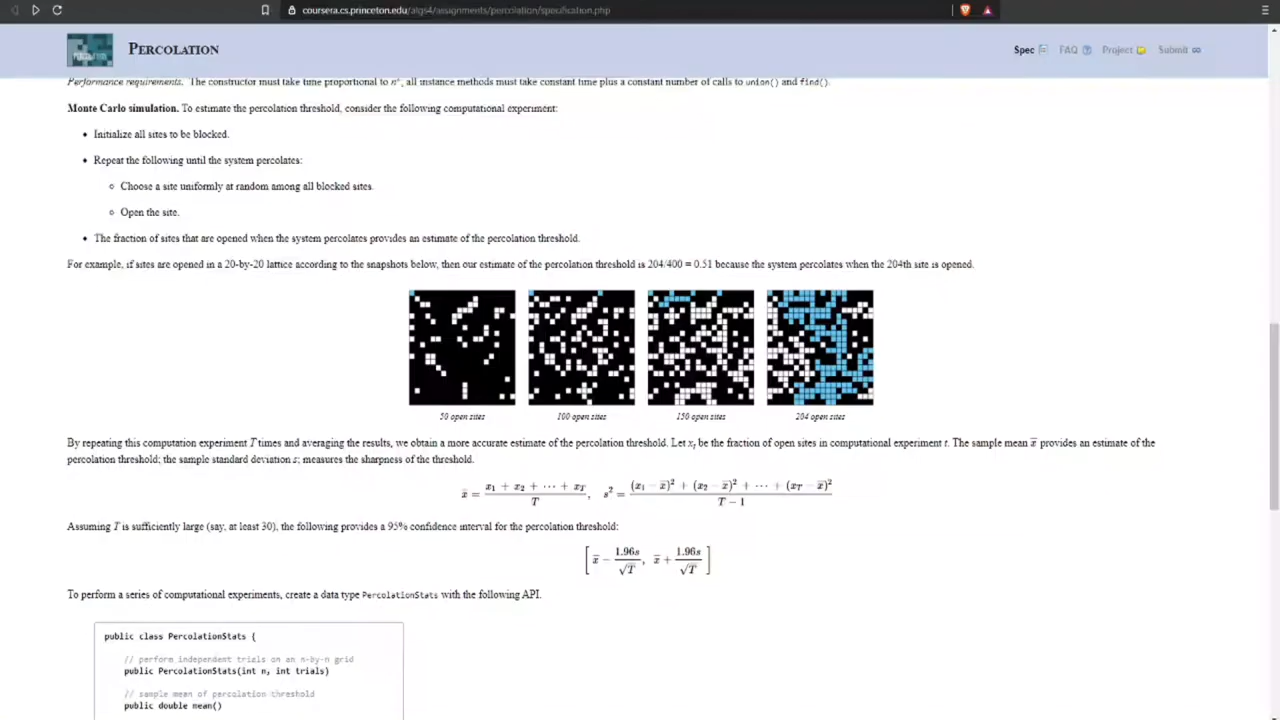 coursera.cs.princeton.edu/algs4/assignments/percolation/specification.php
PERCOLATION
Spec FAQ Project Submit
Performance requirements. The constructor must take time proportional to n², all instance methods must take constant time plus a constant number of calls to union() and find().
Monte Carlo simulation. To estimate the percolation threshold, consider the following computational experiment:
• Initialize all sites to be blocked.
• Repeat the following until the system percolates:
◦ Choose a site uniformly at random among all blocked sites.
◦ Open the site.
• The fraction of sites that are opened when the system percolates provides an estimate of the percolation threshold.
For example, if sites are opened in a 20-by-20 lattice according to the snapshots below, then our estimate of the percolation threshold is 204/400 = 0.51 because the system percolates when the 204th site is opened.
50 open sites 100 open sites 150 open sites 204 open sites
By repeating this computation experiment T times and averaging the results, we obtain a more accurate estimate of the percolation threshold. Let xₜ be the fraction of open sites in computational experiment t. The sample mean x̄ provides an estimate of the
percolation threshold; the sample standard deviation s; measures the sharpness of the threshold.
x̄ = (x₁ + x₂ + ⋯ + x_T) / T, s² = ((x₁ − x̄)² + (x₂ − x̄)² + ⋯ + (x_T − x̄)²) / (T − 1)
Assuming T is sufficiently large (say, at least 30), the following provides a 95% confidence interval for the percolation threshold:
[ x̄ − 1.96s/√T, x̄ + 1.96s/√T ]
To perform a series of computational experiments, create a data type PercolationStats with the following API.
public class PercolationStats {
// perform independent trials on an n-by-n grid
public PercolationStats(int n, int trials)
// sample mean of percolation threshold
public double mean()